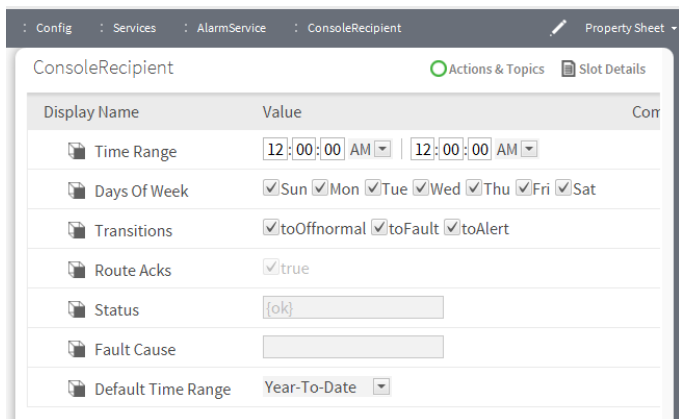 : Config : Services : AlarmService : ConsoleRecipient Property Sheet
ConsoleRecipient Actions & Topics Slot Details
Display Name Value Com
Time Range 12:00:00 AM 12:00:00 AM
Days Of Week Sun Mon Tue Wed Thu Fri Sat
Transitions toOffnormal toFault toAlert
Route Acks true
Status {ok}
Fault Cause
Default Time Range Year-To-Date